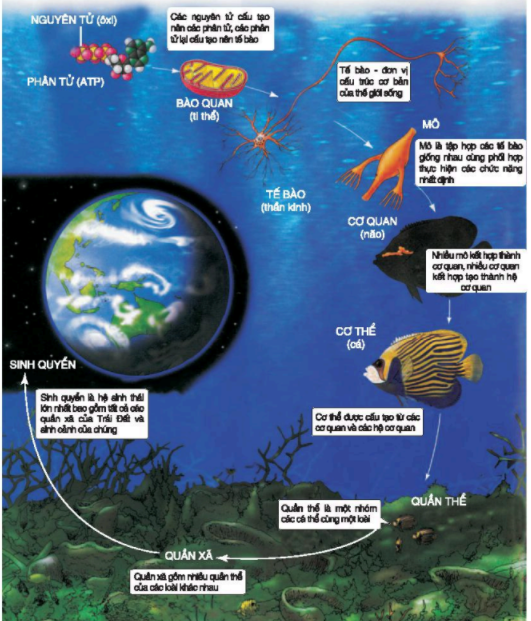 NGUYÊN TỬ (ôxi)
Các nguyên tử cấu tạo
nên các phân tử, các phân
tử lại cấu tạo nên tế bào
PHÂN TỬ (ATP)
BÀO QUAN
(ti thể)
Tế bào - đơn vị
cấu trúc cơ bản
của thế giới sống
TẾ BÀO
(thần kinh)
MÔ
Mô là tập hợp các tế bào
giống nhau cùng phối hợp
thực hiện các chức năng
nhất định
CƠ QUAN
(não)
Nhiều mô kết hợp thành
cơ quan, nhiều cơ quan
kết hợp tạo thành hệ
cơ quan
CƠ THỂ
(cá)
Cơ thể được cấu tạo từ các
cơ quan và các hệ cơ quan
SINH QUYỂN
Sinh quyển là hệ sinh thái
lớn nhất bao gồm tất cả các
quần xã của Trái Đất và
sinh cảnh của chúng
QUẦN THỂ
Quần thể là một nhóm
các cá thể cùng một loài
QUẦN XÃ
Quần xã gồm nhiều quần thể
của các loài khác nhau